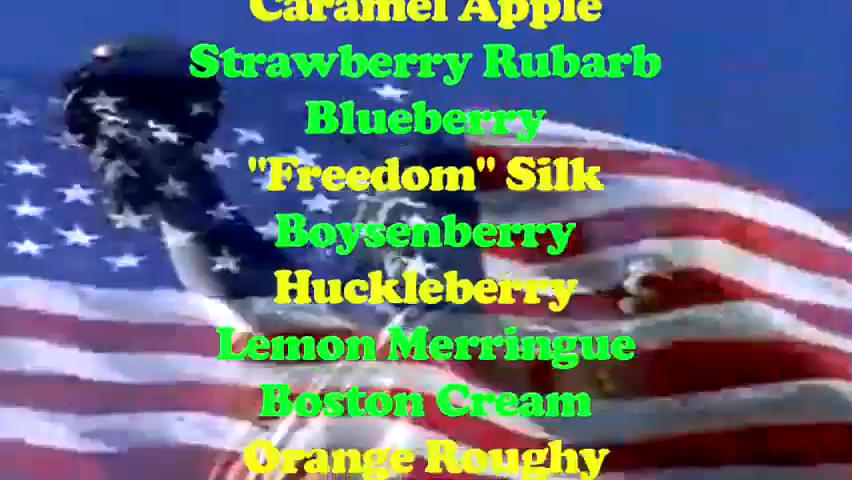 Caramel Apple
Strawberry Rubarb
Blueberry
"Freedom" Silk
Boysenberry
Huckleberry
Lemon Merringue
Boston Cream
Orange Roughy